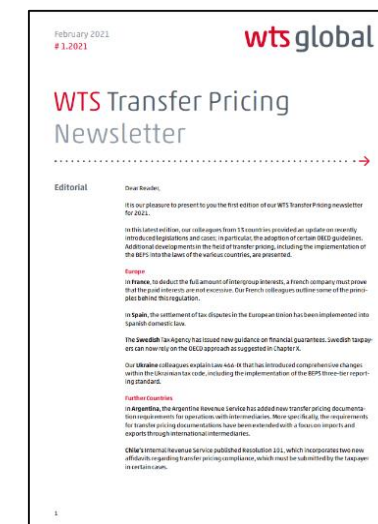 February 2021
# 1.2021
wts global
WTS Transfer Pricing
Newsletter
Editorial
Dear Reader,
It is our pleasure to present to you the first edition of our WTS Transfer Pricing newsletter
for 2021.
In this latest edition, our colleagues from 13 countries provided an update on recently
introduced legislations and cases; in particular, the adoption of certain OECD guidelines.
Additional developments in the field of transfer pricing, including the implementation of
the BEPS into the laws of the various countries, are presented.
Europe
In France, to deduct the full amount of intergroup interests, a French company must prove
that the paid interests are not excessive. Our French colleagues outline some of the princi-
ples behind this regulation.
In Spain, the settlement of tax disputes in the European Union has been implemented into
Spanish domestic law.
The Swedish Tax Agency has issued new guidance on financial guarantees. Swedish taxpay-
ers can now rely on the OECD approach as suggested in Chapter X.
Our Ukraine colleagues explain Law 466-IX that has introduced comprehensive changes
within the Ukrainian tax code, including the implementation of the BEPS three-tier report-
ing standard.
Further Countries
In Argentina, the Argentine Revenue Service has added new transfer pricing documenta-
tion requirements for operations with intermediaries. More specifically, the requirements
for transfer pricing documentations have been extended with a focus on imports and
exports through international intermediaries.
Chile's Internal Revenue Service published Resolution 101, which incorporates two new
affidavits regarding transfer pricing compliance, which must be submitted by the taxpayer
in certain cases.